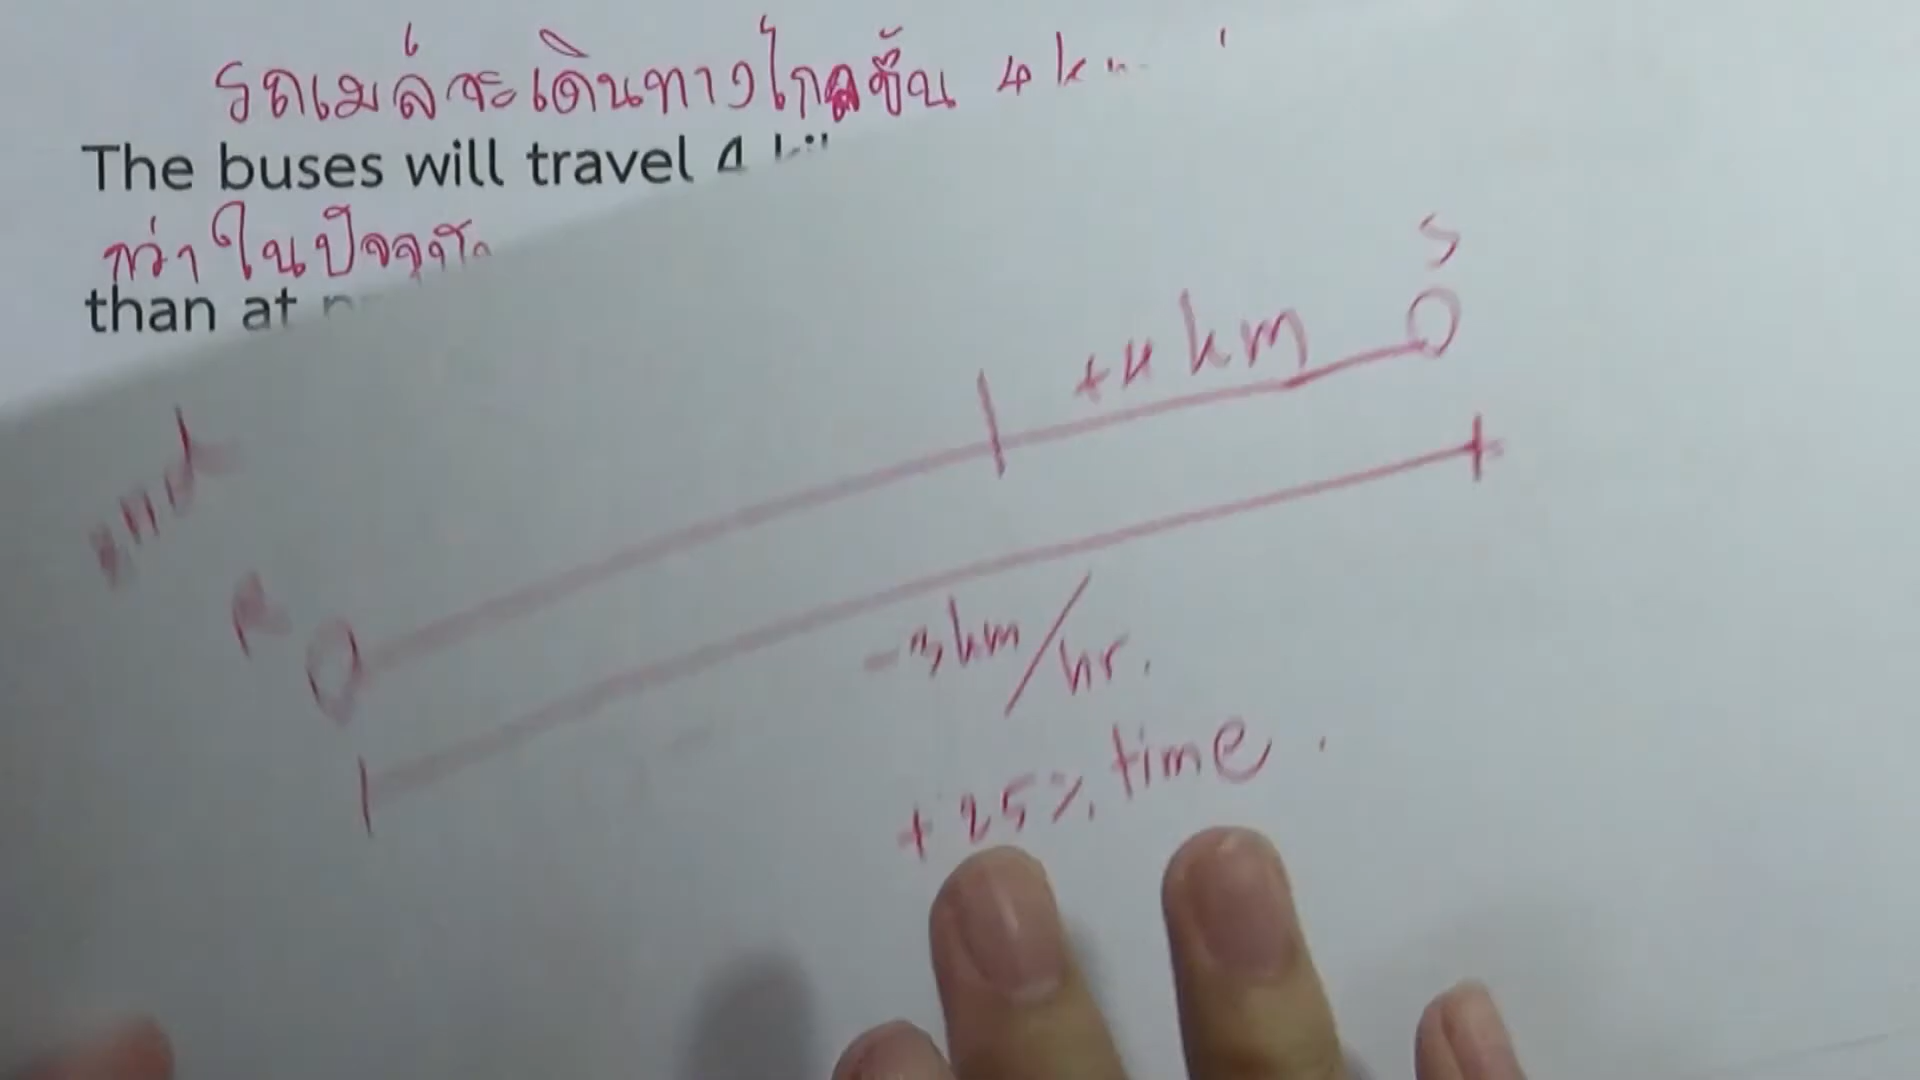 รถเมล์จะเดินทางไกลขึ้น 4 k
The buses will travel 4
กว่าในปัจจุบัน
than at
S
+4 km
R
-3 km/hr.
+ 25% time.